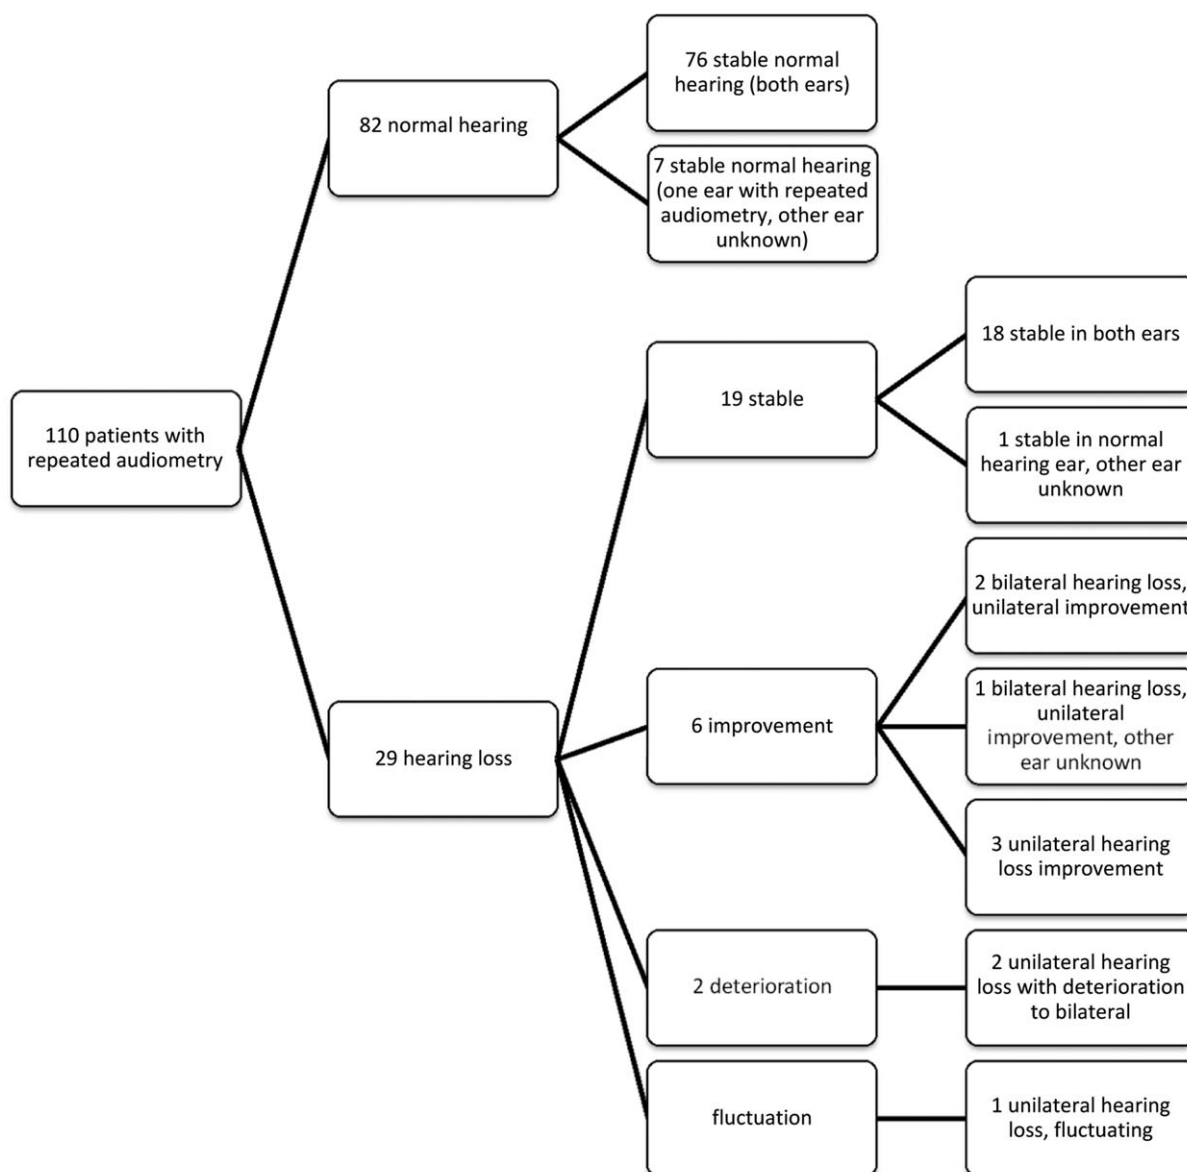 110 patients with
repeated audiometry
82 normal hearing
76 stable normal
hearing (both ears)
7 stable normal hearing
(one ear with repeated
audiometry, other ear
unknown)
29 hearing loss
19 stable
18 stable in both ears
1 stable in normal
hearing ear, other ear
unknown
6 improvement
2 bilateral hearing loss,
unilateral improvement
1 bilateral hearing loss,
unilateral
improvement, other
ear unknown
3 unilateral hearing
loss improvement
2 deterioration
2 unilateral hearing
loss with deterioration
to bilateral
fluctuation
1 unilateral hearing
loss, fluctuating